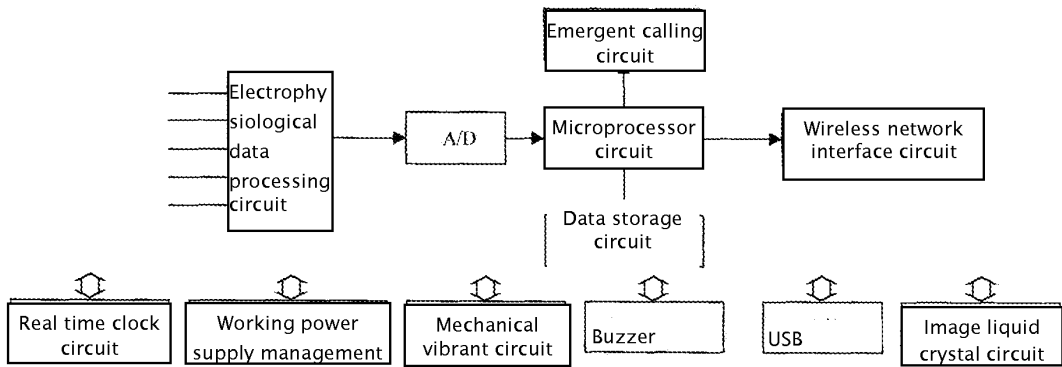 Emergent calling
circuit
Electrophy
siological
data
processing
circuit
A/D
Microprocessor
circuit
Wireless network
interface circuit
Data storage
circuit
Real time clock
circuit
Working power
supply management
Mechanical
vibrant circuit
Buzzer
USB
Image liquid
crystal circuit